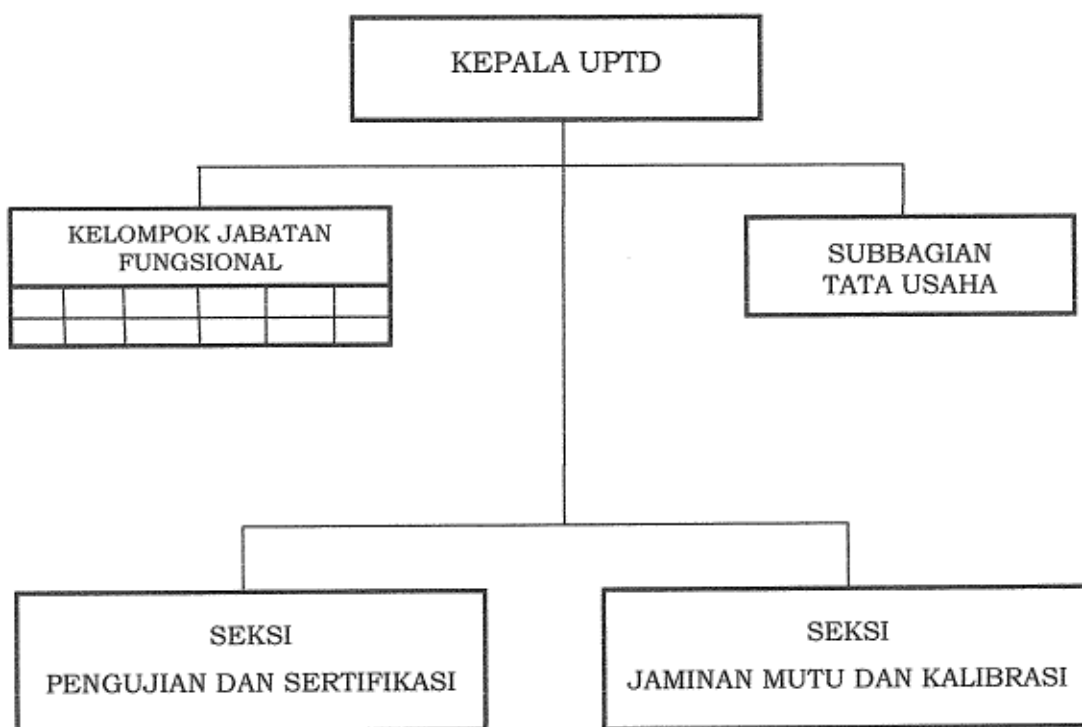 KEPALA UPTD
KELOMPOK JABATAN
FUNGSIONAL
SUBBAGIAN
TATA USAHA
SEKSI
PENGUJIAN DAN SERTIFIKASI
SEKSI
JAMINAN MUTU DAN KALIBRASI